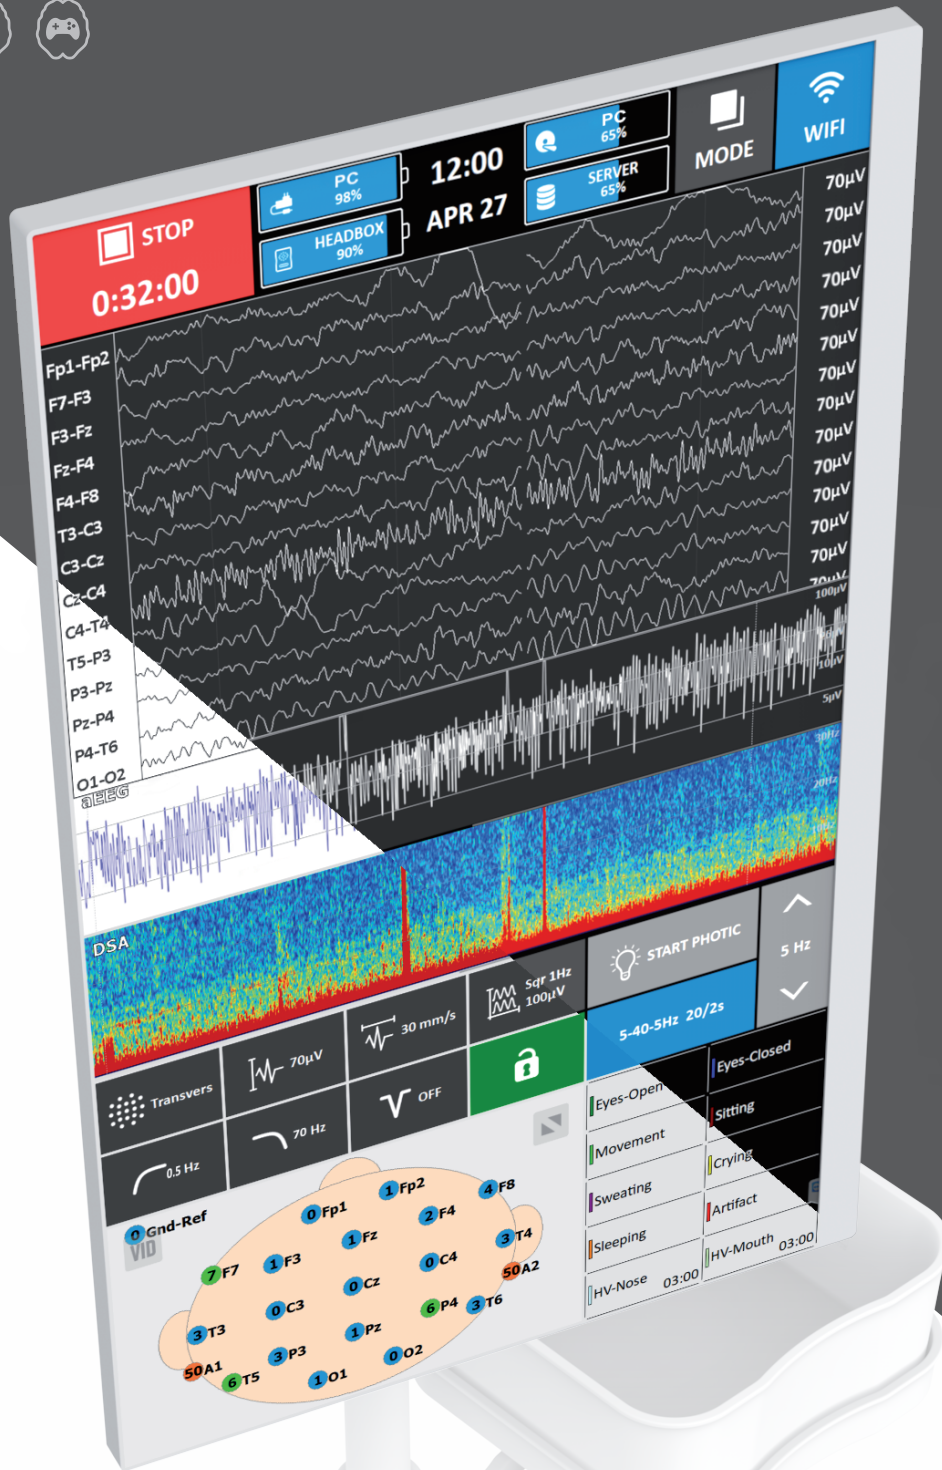 STOP
0:32:00
PC
98%
HEADBOX
90%
12:00
APR 27
PC
65%
SERVER
65%
MODE
WIFI
Fp1-Fp2
F7-F3
F3-Fz
Fz-F4
F4-F8
T3-C3
C3-Cz
Cz-C4
C4-T4
T5-P3
P3-Pz
Pz-P4
P4-T6
O1-O2
70µV
70µV
70µV
70µV
70µV
70µV
70µV
70µV
70µV
70µV
70µV
70µV
70µV
70µV
aEEG
100µV
10µV
5µV
DSA
30Hz
20Hz
Transvers
70µV
30 mm/s
Sqr 1Hz
100µV
START PHOTIC
5 Hz
0.5 Hz
70 Hz
OFF
5-40-5Hz 20/2s
Eyes-Open
Eyes-Closed
Movement
Sitting
Sweating
Crying
Sleeping
Artifact
HV-Nose 03:00
HV-Mouth 03:00
0 Gnd-Ref
VID
0 Fp1
1 Fp2
4 F8
7 F7
1 F3
1 Fz
2 F4
3 T4
50 A2
3 T3
0 C3
0 Cz
0 C4
50 A1
6 T5
3 P3
1 Pz
6 P4
3 T6
1 O1
0 O2